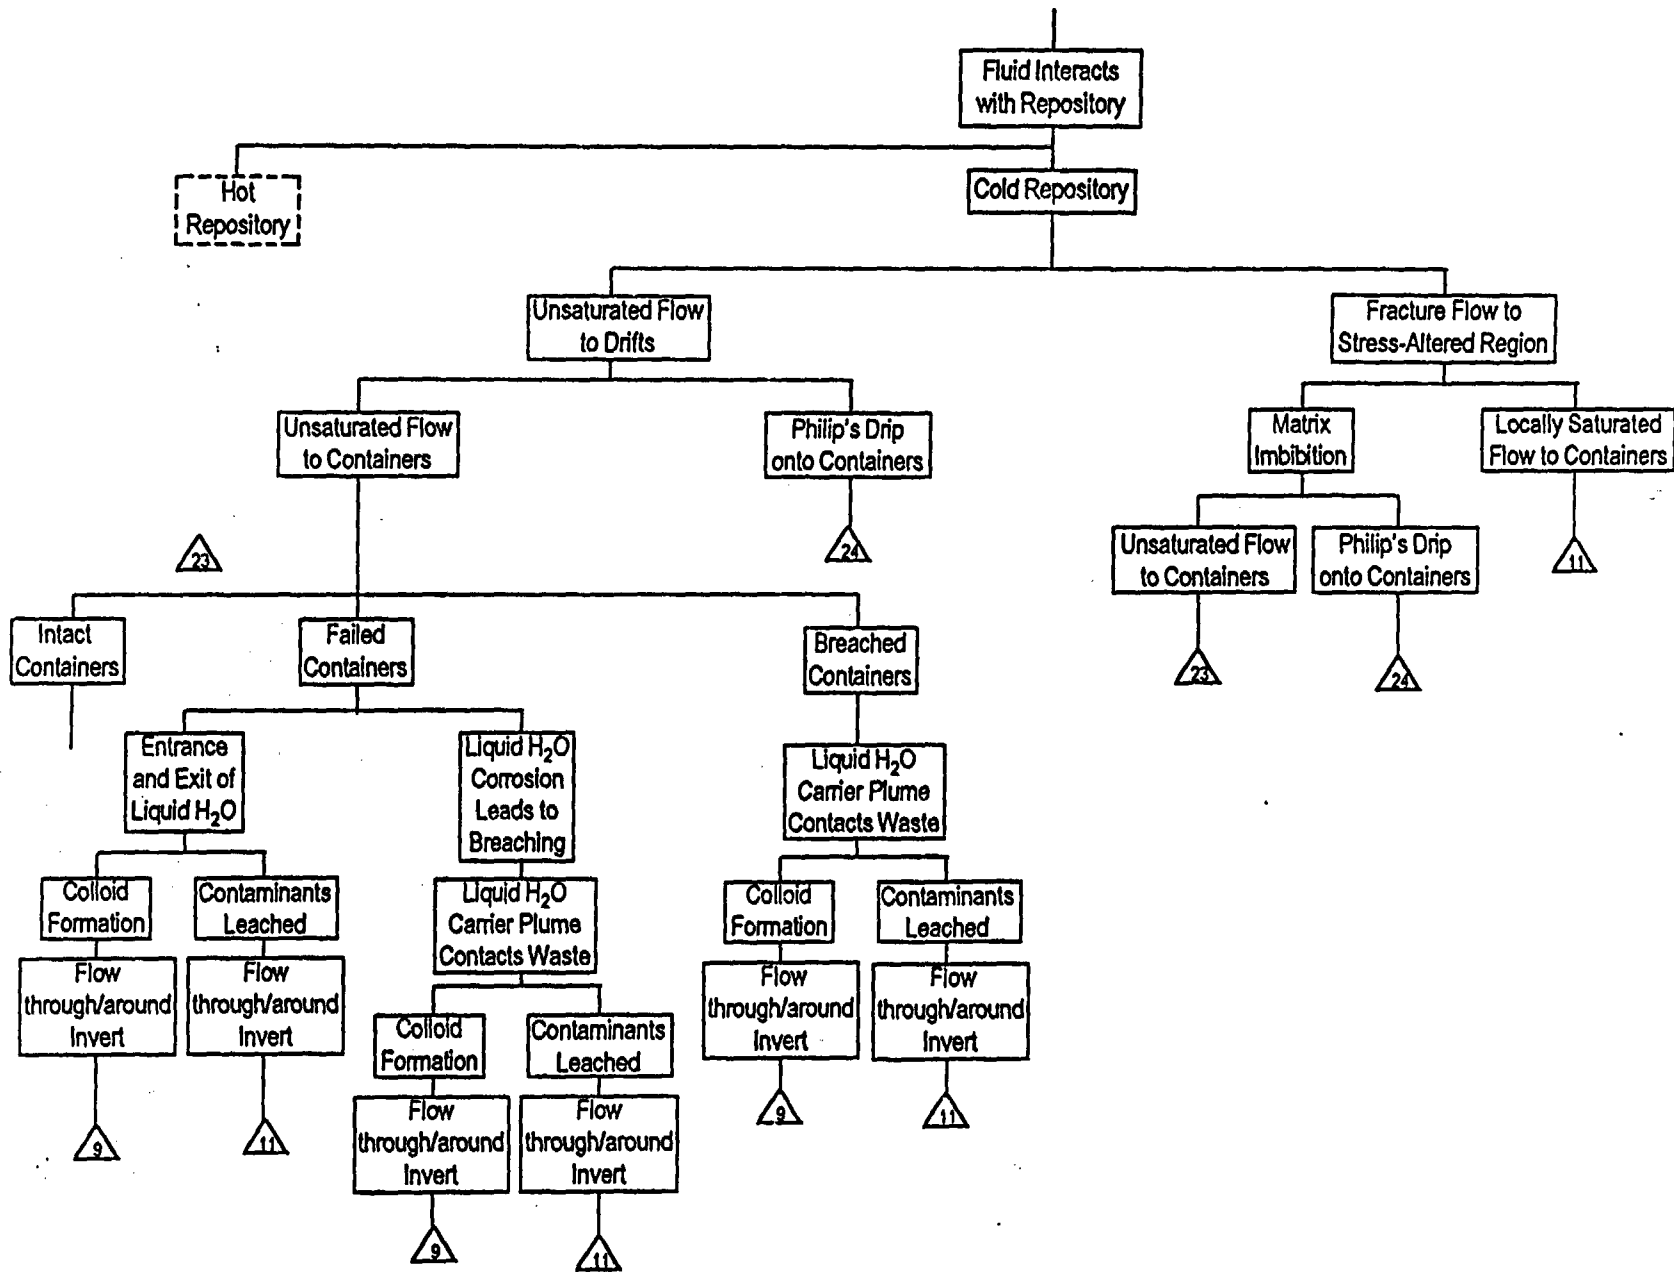 Fluid Interacts
with Repository
Hot
Repository
Cold Repository
Unsaturated Flow
to Drifts
Fracture Flow to
Stress-Altered Region
Unsaturated Flow
to Containers
Philip's Drip
onto Containers
Matrix
Imbibition
Locally Saturated
Flow to Containers
23
24
Unsaturated Flow
to Containers
Philip's Drip
onto Containers
11
23
24
Intact
Containers
Failed
Containers
Breached
Containers
Entrance
and Exit of
Liquid H₂O
Liquid H₂O
Corrosion
Leads to
Breaching
Liquid H₂O
Carrier Plume
Contacts Waste
Colloid
Formation
Contaminants
Leached
Liquid H₂O
Carrier Plume
Contacts Waste
Colloid
Formation
Contaminants
Leached
Flow
through/around
Invert
Flow
through/around
Invert
Colloid
Formation
Contaminants
Leached
Flow
through/around
Invert
Flow
through/around
Invert
9
11
Flow
through/around
Invert
Flow
through/around
Invert
9
11
9
11